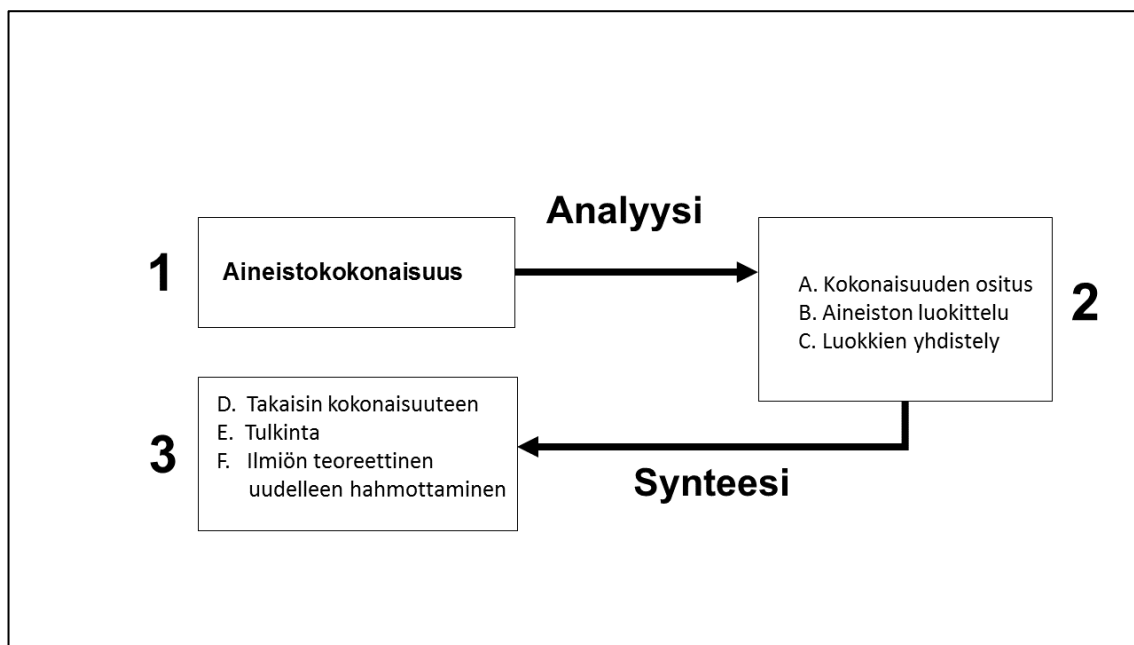 Analyysi
1
Aineistokokonaisuus
A. Kokonaisuuden ositus
B. Aineiston luokittelu
C. Luokkien yhdistely
2
3
D. Takaisin kokonaisuuteen
E. Tulkinta
F. Ilmiön teoreettinen
uudelleen hahmottaminen
Synteesi